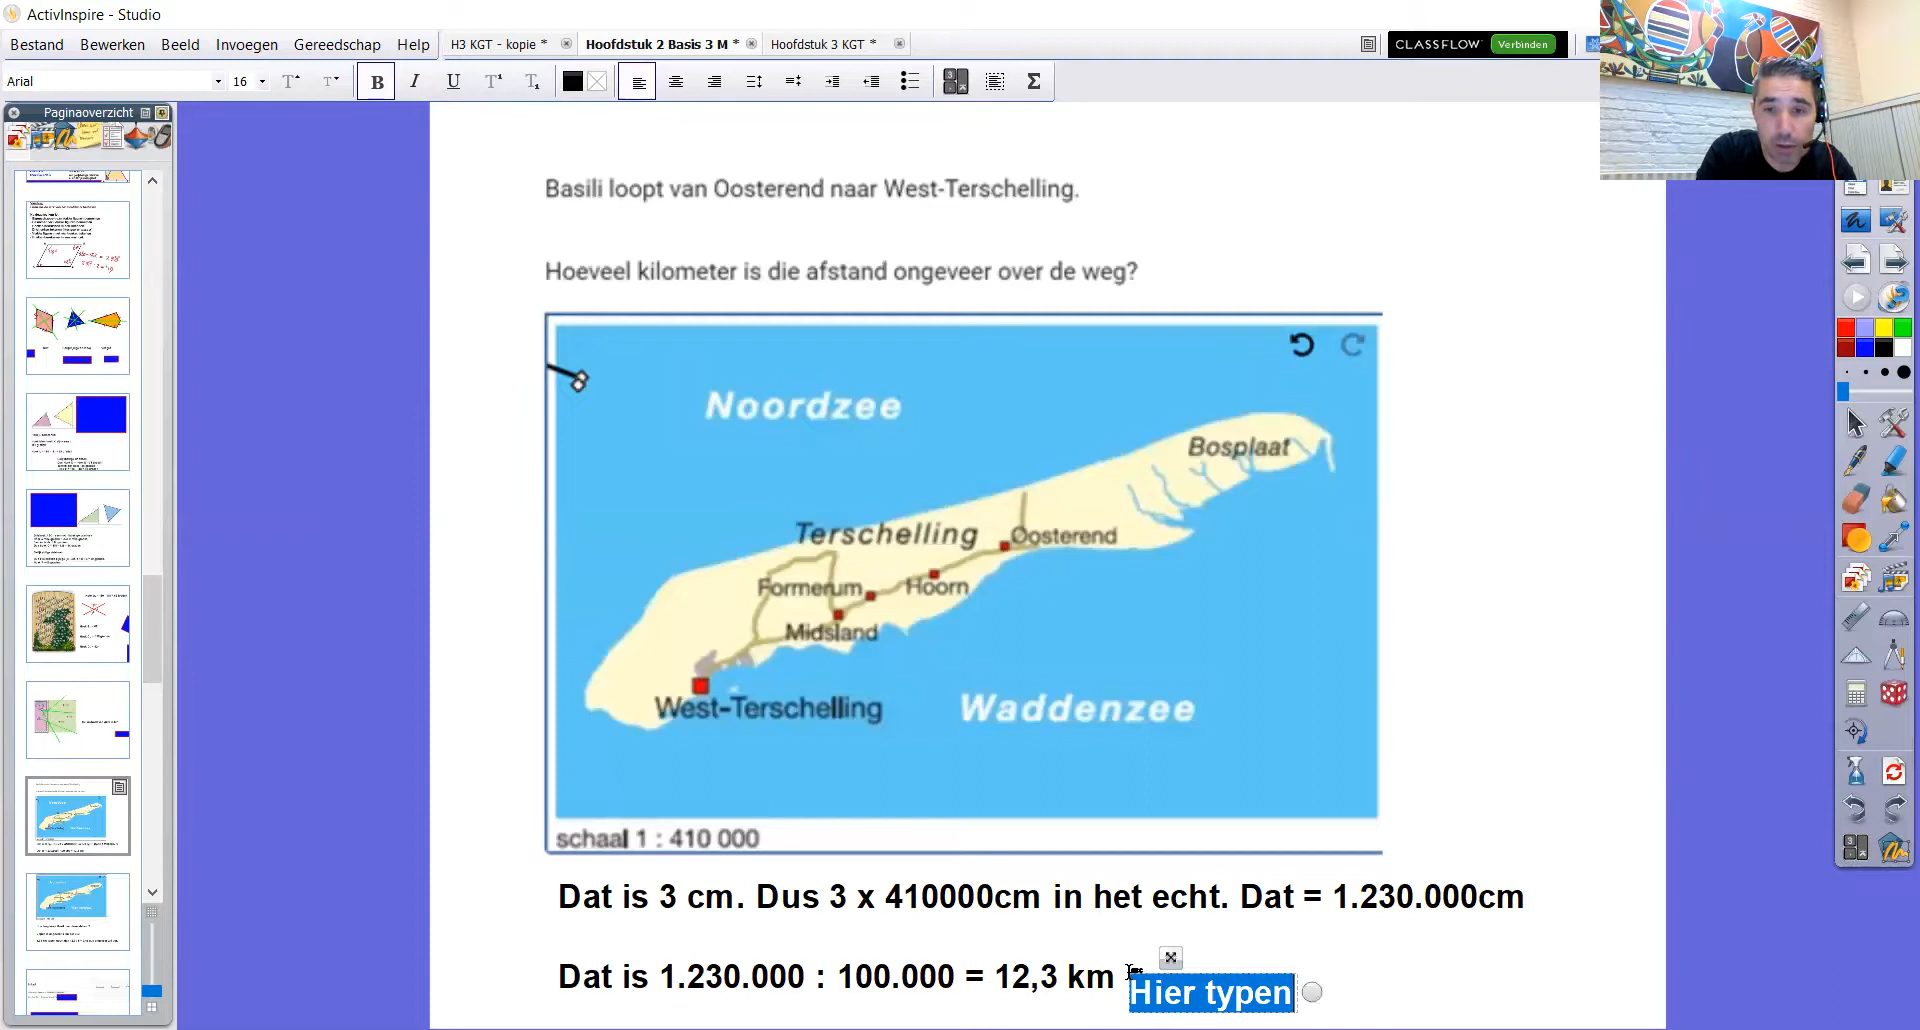 ActivInspire - Studio
Bestand Bewerken Beeld Invoegen Gereedschap Help
H3 KGT - kopie * Hoofdstuk 2 Basis 3 M * Hoofdstuk 3 KGT *
CLASSFLOW Verbinden
Arial 16
Paginaoverzicht
Basili loopt van Oosterend naar West-Terschelling.
Hoeveel kilometer is die afstand ongeveer over de weg?
Noordzee
Bosplaat
Terschelling
Oosterend
Formerum
Hoorn
Midsland
West-Terschelling
Waddenzee
schaal 1 : 410 000
Dat is 3 cm. Dus 3 x 410000cm in het echt. Dat = 1.230.000cm
Dat is 1.230.000 : 100.000 = 12,3 km
Hier typen